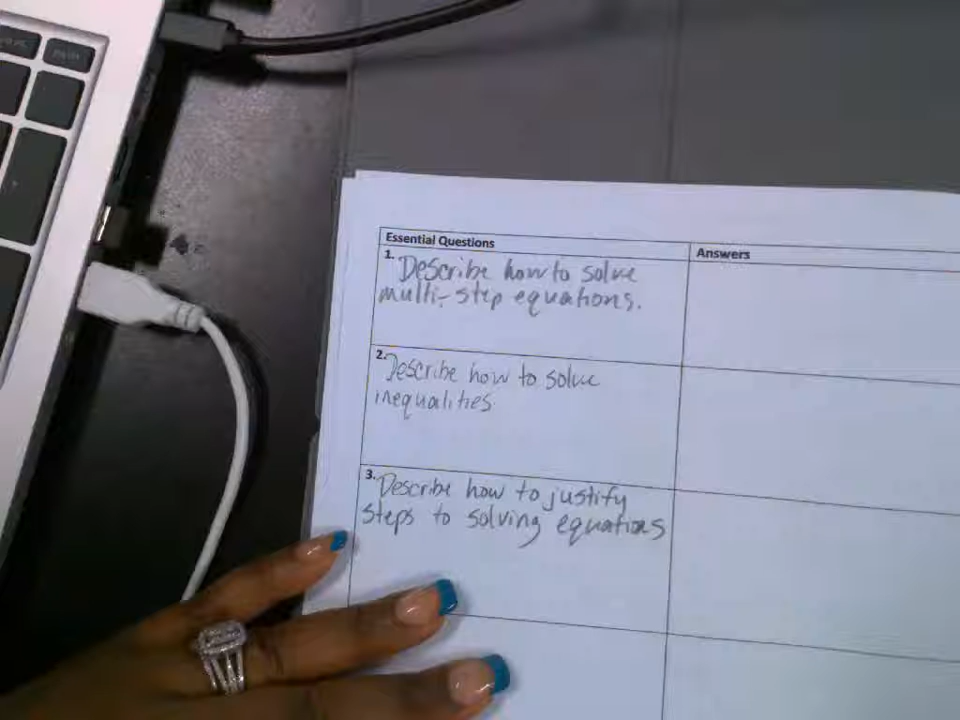 Essential Questions
Answers
1. Describe how to solve
multi-step equations.
2. Describe how to solve
inequalities
3. Describe how to justify
steps to solving equations